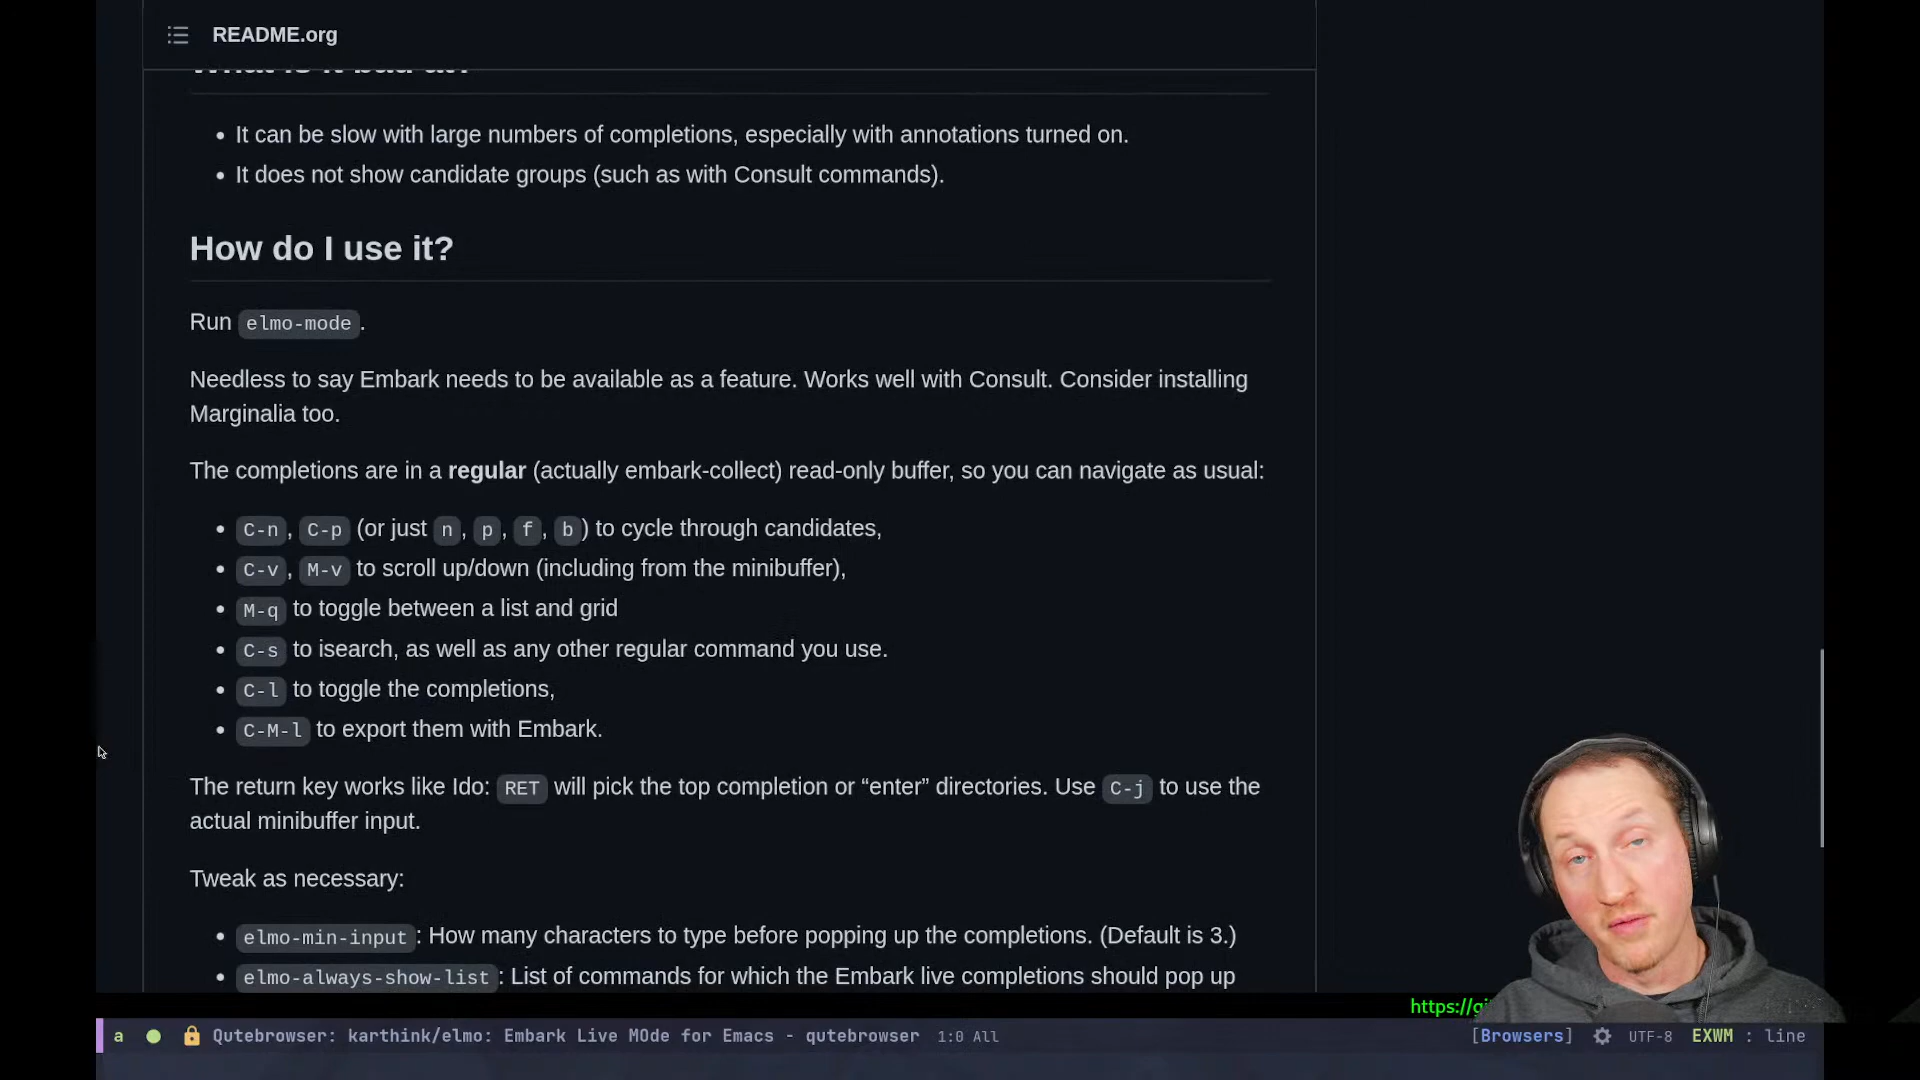 README.org
What is it bad at?
• It can be slow with large numbers of completions, especially with annotations turned on.
• It does not show candidate groups (such as with Consult commands).
How do I use it?
Run elmo-mode.
Needless to say Embark needs to be available as a feature. Works well with Consult. Consider installing
Marginalia too.
The completions are in a regular (actually embark-collect) read-only buffer, so you can navigate as usual:
• C-n, C-p (or just n, p, f, b) to cycle through candidates,
• C-v, M-v to scroll up/down (including from the minibuffer),
• M-q to toggle between a list and grid
• C-s to isearch, as well as any other regular command you use.
• C-l to toggle the completions,
• C-M-l to export them with Embark.
The return key works like Ido: RET will pick the top completion or “enter” directories. Use C-j to use the
actual minibuffer input.
Tweak as necessary:
• elmo-min-input: How many characters to type before popping up the completions. (Default is 3.)
• elmo-always-show-list: List of commands for which the Embark live completions should pop up
https://g
a Qutebrowser: karthink/elmo: Embark Live MOde for Emacs - qutebrowser 1:0 All [Browsers] UTF-8 EXWM : line